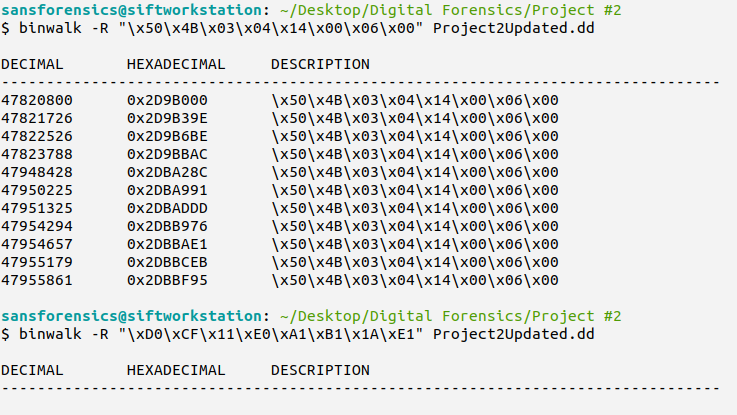 sansforensics@siftworkstation: ~/Desktop/Digital Forensics/Project #2
$ binwalk -R "\x50\x4B\x03\x04\x14\x00\x06\x00" Project2Updated.dd
DECIMAL HEXADECIMAL DESCRIPTION
--------------------------------------------------------------------------------
47820800 0x2D9B000 \x50\x4B\x03\x04\x14\x00\x06\x00
47821726 0x2D9B39E \x50\x4B\x03\x04\x14\x00\x06\x00
47822526 0x2D9B6BE \x50\x4B\x03\x04\x14\x00\x06\x00
47823788 0x2D9BBAC \x50\x4B\x03\x04\x14\x00\x06\x00
47948428 0x2DBA28C \x50\x4B\x03\x04\x14\x00\x06\x00
47950225 0x2DBA991 \x50\x4B\x03\x04\x14\x00\x06\x00
47951325 0x2DBADDD \x50\x4B\x03\x04\x14\x00\x06\x00
47954294 0x2DBB976 \x50\x4B\x03\x04\x14\x00\x06\x00
47954657 0x2DBBAE1 \x50\x4B\x03\x04\x14\x00\x06\x00
47955179 0x2DBBCEB \x50\x4B\x03\x04\x14\x00\x06\x00
47955861 0x2DBBF95 \x50\x4B\x03\x04\x14\x00\x06\x00
sansforensics@siftworkstation: ~/Desktop/Digital Forensics/Project #2
$ binwalk -R "\xD0\xCF\x11\xE0\xA1\xB1\x1A\xE1" Project2Updated.dd
DECIMAL HEXADECIMAL DESCRIPTION
--------------------------------------------------------------------------------